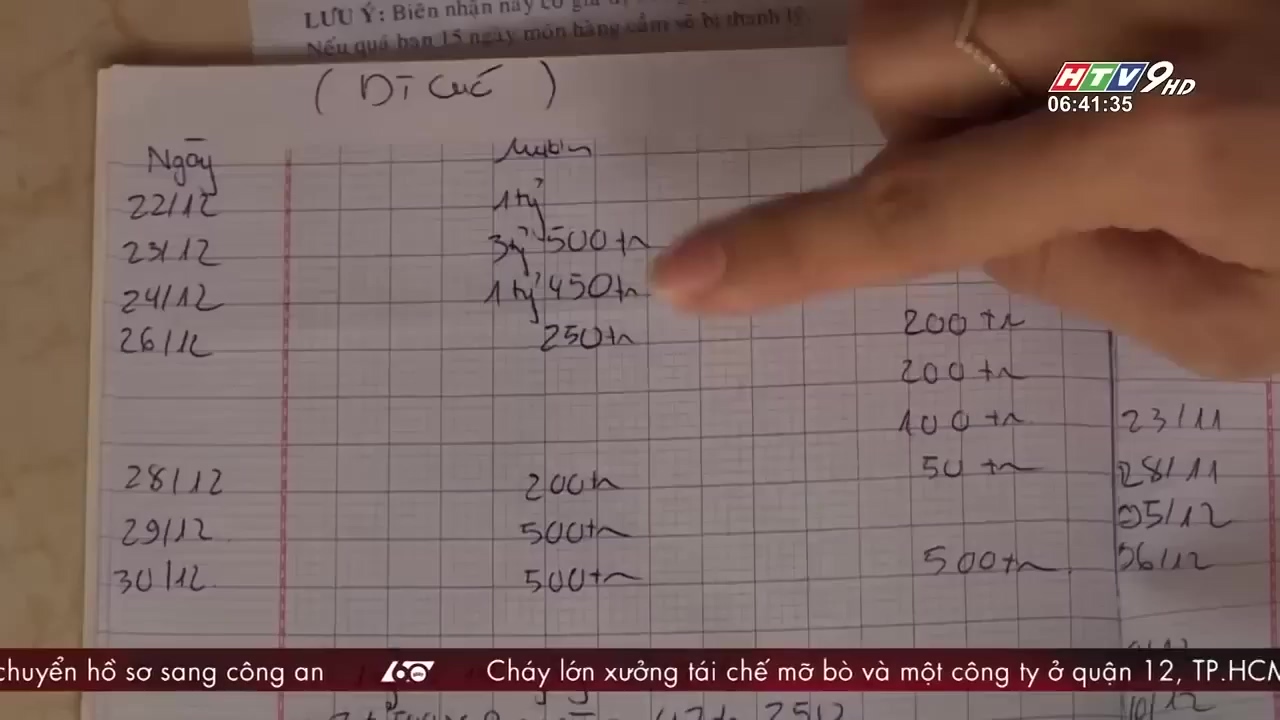 LƯU Ý: Biên nhận này có giá
Nếu quá hạn 15 ngày món hàng cầm sẽ bị thanh lý.
HTV9 HD
06:41:35
( Dì Cúc )
Ngày Mượn
22/12 1 tỷ
23/12 3 tỷ 500 tr
24/12 1 tỷ 450 tr
26/12 250 tr 200 tr
200 tr
100 tr 23/11
28/12 200 tr 50 tr 28/11
29/12 500 tr 05/12
30/12 500 tr 500 tr 06/12
10/12
chuyển hồ sơ sang công an 60 Cháy lớn xưởng tái chế mỡ bò và một công ty ở quận 12, TP.HCM